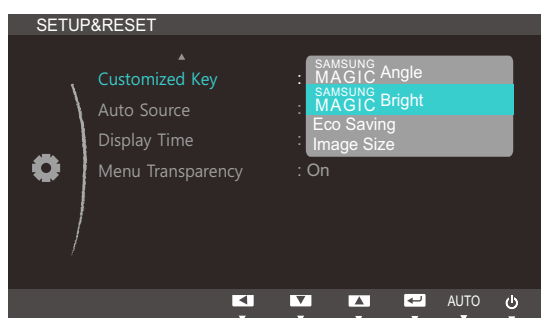 SETUP&RESET
Customized Key :
SAMSUNG MAGIC Angle
SAMSUNG MAGIC Bright
Eco Saving
Image Size
Auto Source :
Display Time :
Menu Transparency : On
AUTO